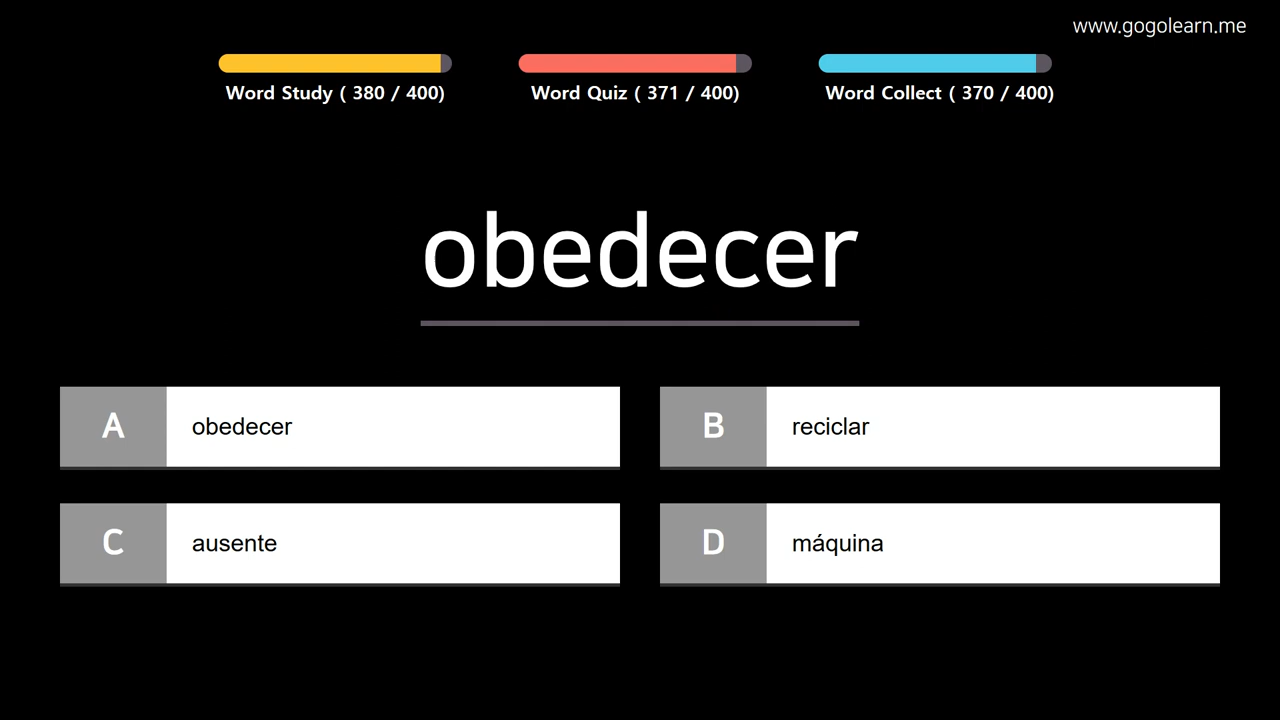 www.gogolearn.me
Word Study ( 380 / 400)
Word Quiz ( 371 / 400)
Word Collect ( 370 / 400)
obedecer
A obedecer
B reciclar
C ausente
D máquina